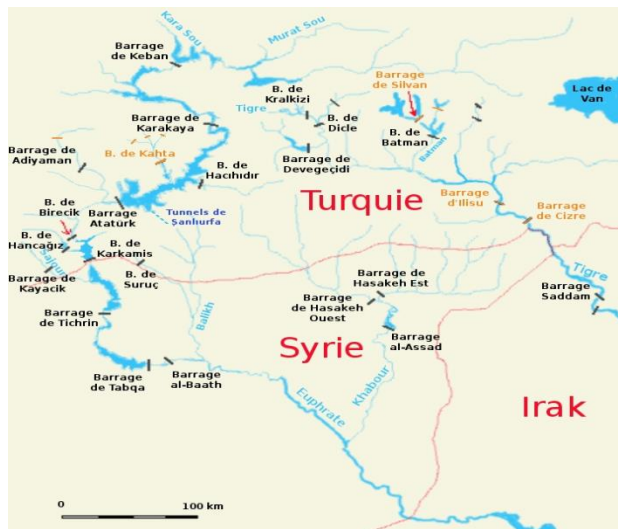 Kara Sou
Murat Sou
Barrage
de Keban
B. de
Kralkizi
Barrage
de Silvan
Lac de
Van
Tigre
Barrage de
Karakaya
B. de
Dicle
B. de
Batman
Batman
Barrage de
Adiyaman
B. de Kahta
Barrage de
Devegeçidi
B. de
Hacıhıdır
Turquie
Barrage
d'Ilisu
Barrage
de Cizre
B. de
Birecik
Barrage
Atatürk
Tunnels de
Şanlıurfa
B. de
Hancağız
B. de
Karkamis
Sajour
Barrage de
Kayacik
B. de
Suruç
Barrage de
Hasakeh Est
Tigre
Barrage
de Hasakeh
Ouest
Barrage
Saddam
Barrage
de Tichrin
Balikh
Syrie
Barrage
al-Assad
Barrage
de Tabqa
Barrage
al-Baath
Khabour
Euphrate
Irak
0 100 km